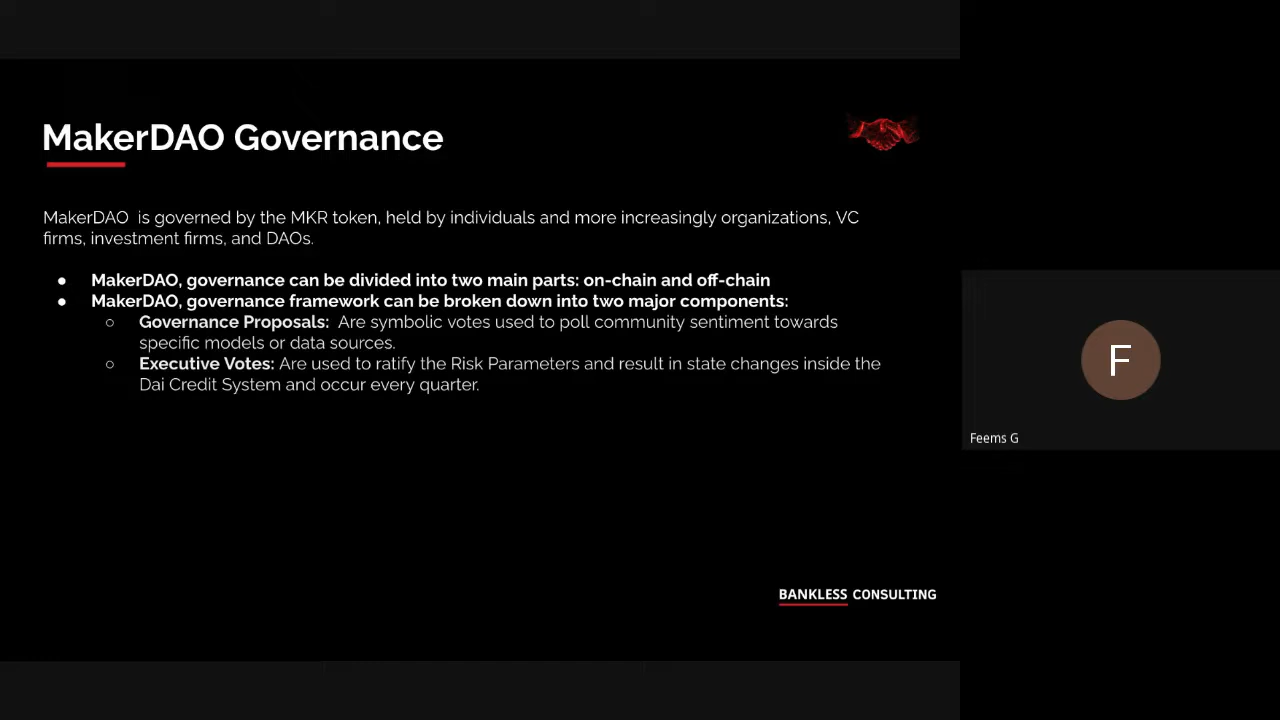 MakerDAO Governance
MakerDAO is governed by the MKR token, held by individuals and more increasingly organizations, VC
firms, investment firms, and DAOs.
● MakerDAO, governance can be divided into two main parts: on-chain and off-chain
● MakerDAO, governance framework can be broken down into two major components:
○ Governance Proposals: Are symbolic votes used to poll community sentiment towards
specific models or data sources.
○ Executive Votes: Are used to ratify the Risk Parameters and result in state changes inside the
Dai Credit System and occur every quarter.
F
Feems G
BANKLESS CONSULTING